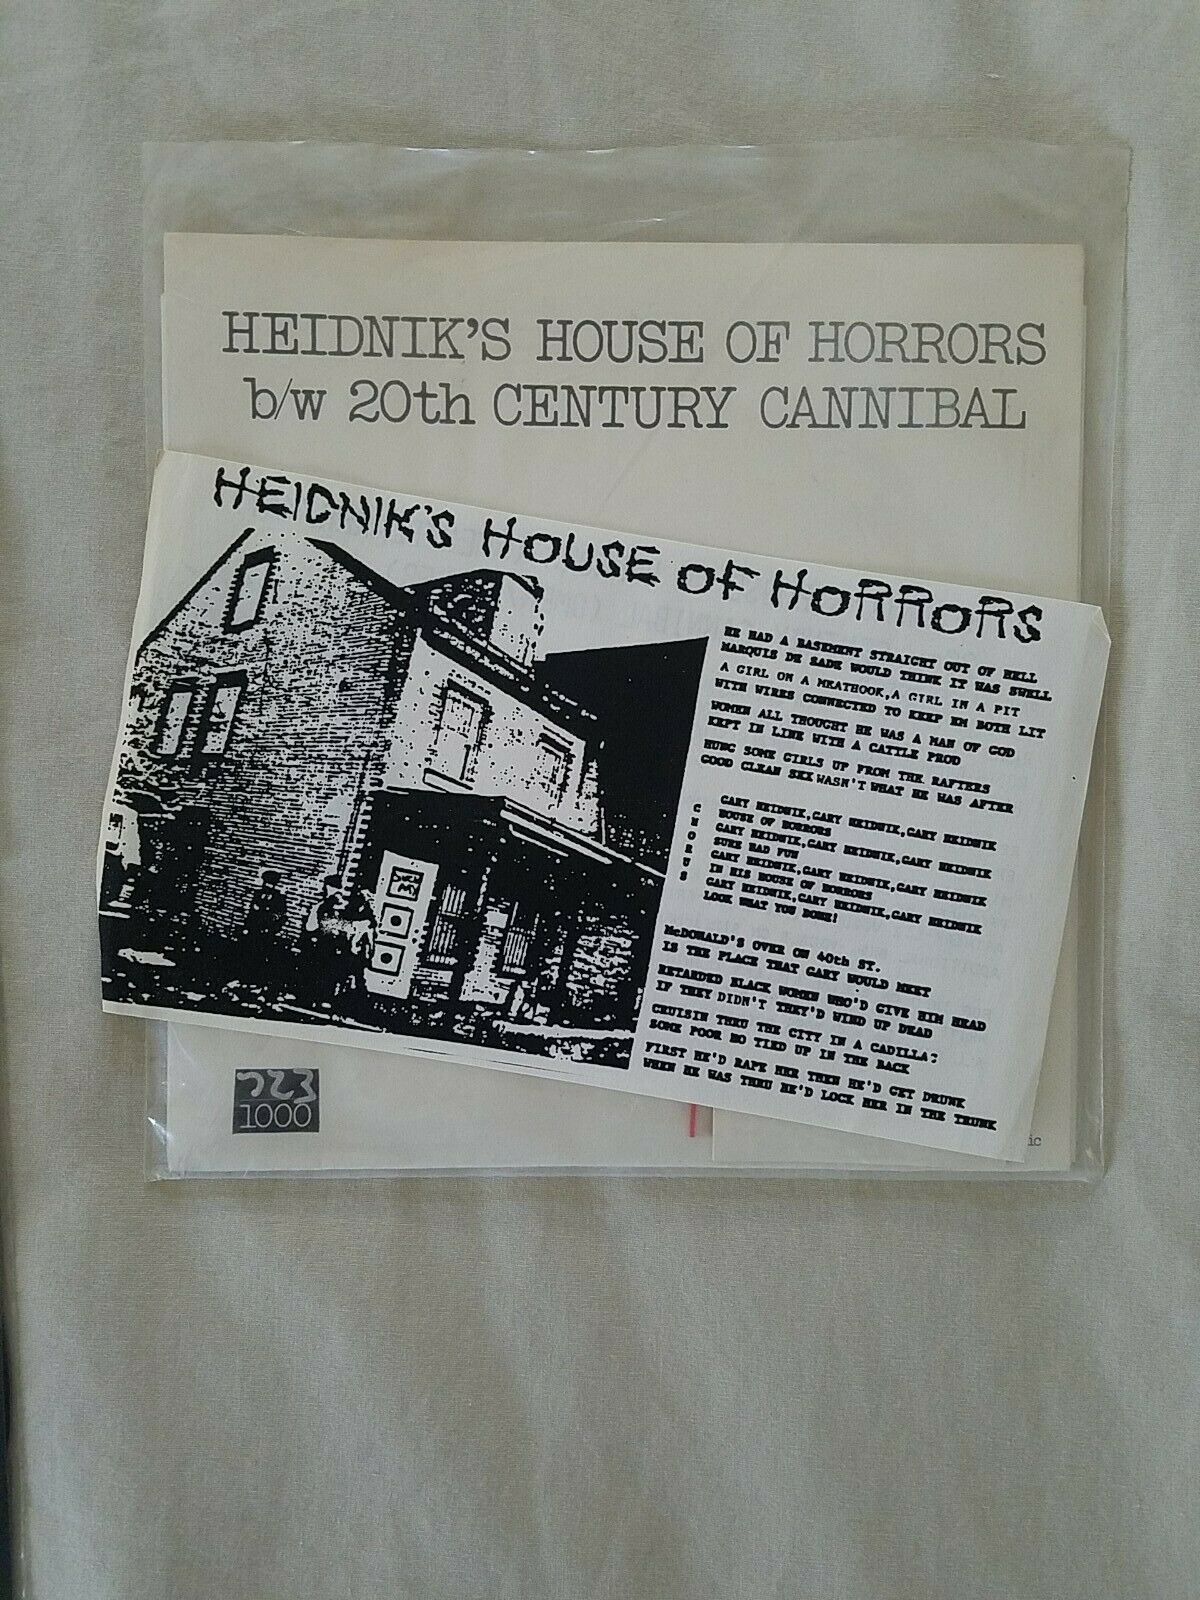 HEIDNIK'S HOUSE OF HORRORS
b/w 20th CENTURY CANNIBAL
HEIDNIK'S HOUSE OF HORRORS
HE HAD A BASEMENT STRAIGHT OUT OF HELL
MARQUIS DE SADE WOULD THINK IT WAS SWELL
A GIRL ON A MEATHOOK,A GIRL IN A PIT
WITH WIRES CONNECTED TO KEEP EM BOTH LIT
WOMEN ALL THOUGHT HE WAS A MAN OF GOD
KEPT IN LINE WITH A CATTLE PROD
HUNG SOME GIRLS UP FROM THE RAFTERS
GOOD CLEAN SEX WASN'T WHAT HE WAS AFTER
CHORUS
GARY HEIDNIK,GARY HEIDNIK,GARY HEIDNIK
HOUSE OF HORRORS
GARY HEIDNIK,GARY HEIDNIK,GARY HEIDNIK
SURE HAD FUN
GARY HEIDNIK,GARY HEIDNIK,GARY HEIDNIK
IN HIS HOUSE OF HORRORS
GARY HEIDNIK,GARY HEIDNIK,GARY HEIDNIK
LOOK WHAT YOU DONE!
McDONALD'S OVER ON 40th ST.
IS THE PLACE THAT GARY WOULD MEET
RETARDED BLACK WOMEN WHO'D GIVE HIM HEAD
IF THEY DIDN'T THEY'D WIND UP DEAD
CRUISIN THRU THE CITY IN A CADILLAC
SOME POOR HO TIED UP IN THE BACK
FIRST HE'D RAPE HER THEN HE'D GET DRUNK
WHEN HE WAS THRU HE'D LOCK HER IN THE TRUNK
723
1000
ic